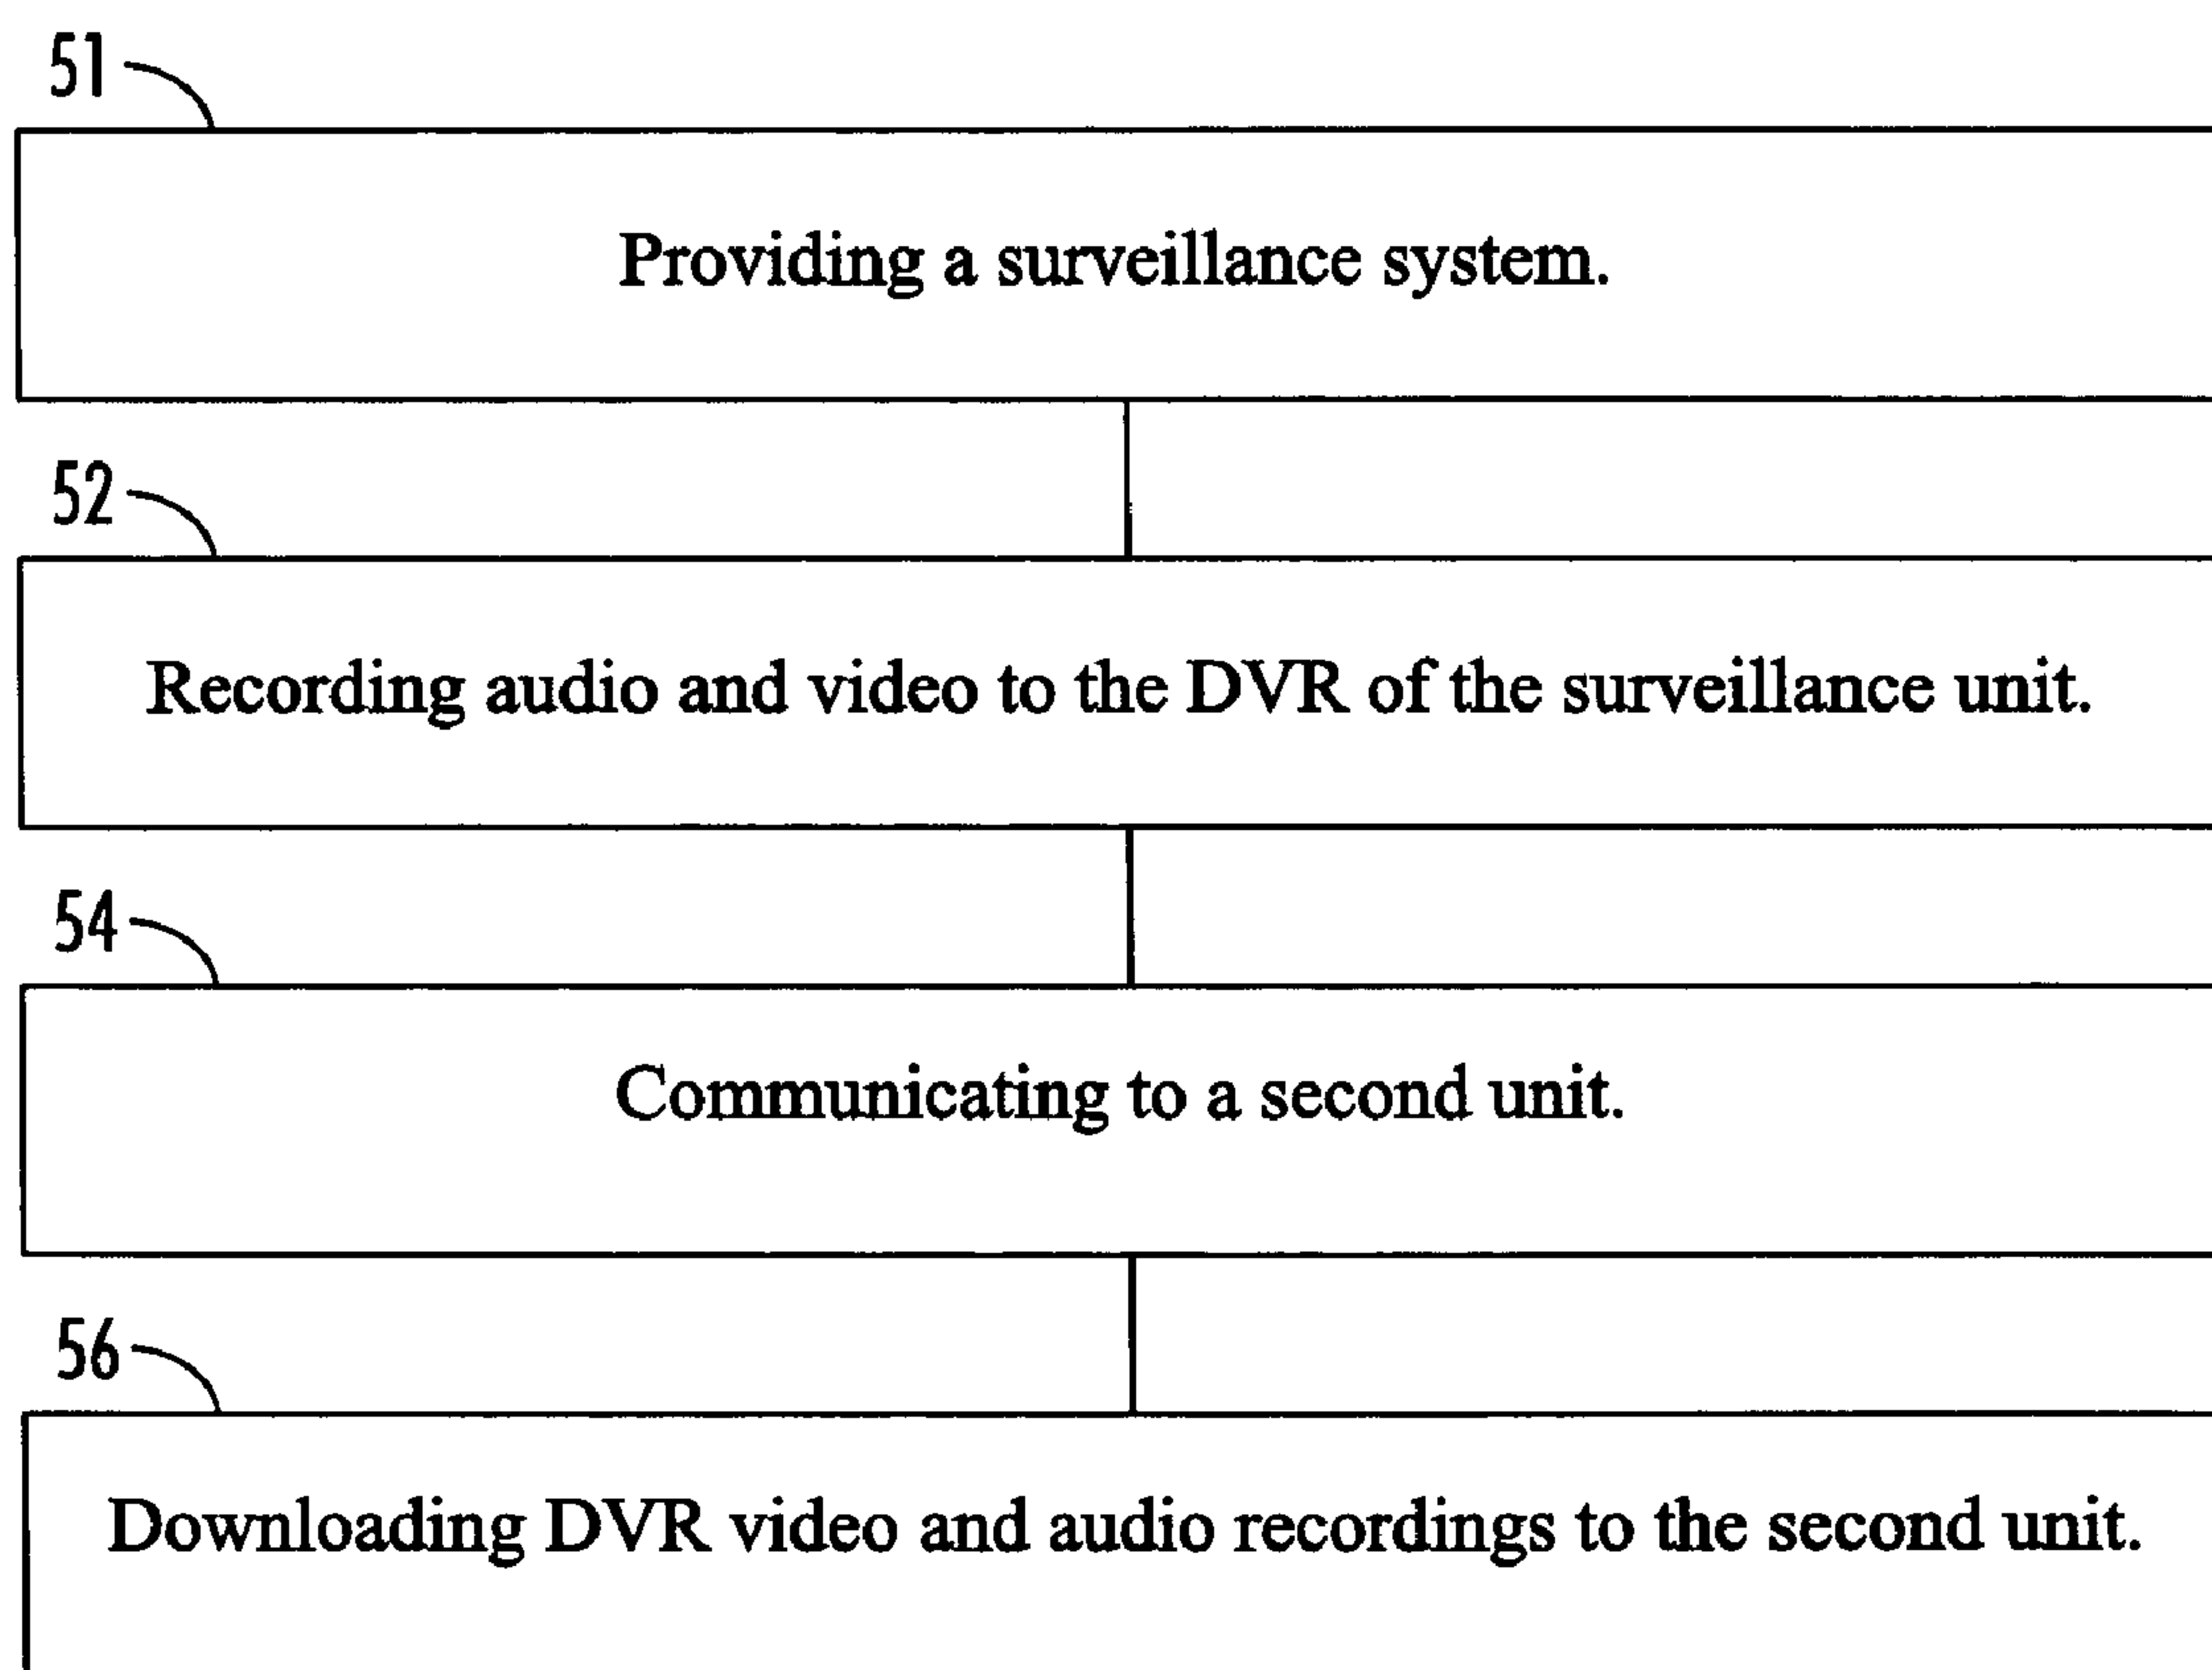 51
Providing a surveillance system.
52
Recording audio and video to the DVR of the surveillance unit.
54
Communicating to a second unit.
56
Downloading DVR video and audio recordings to the second unit.